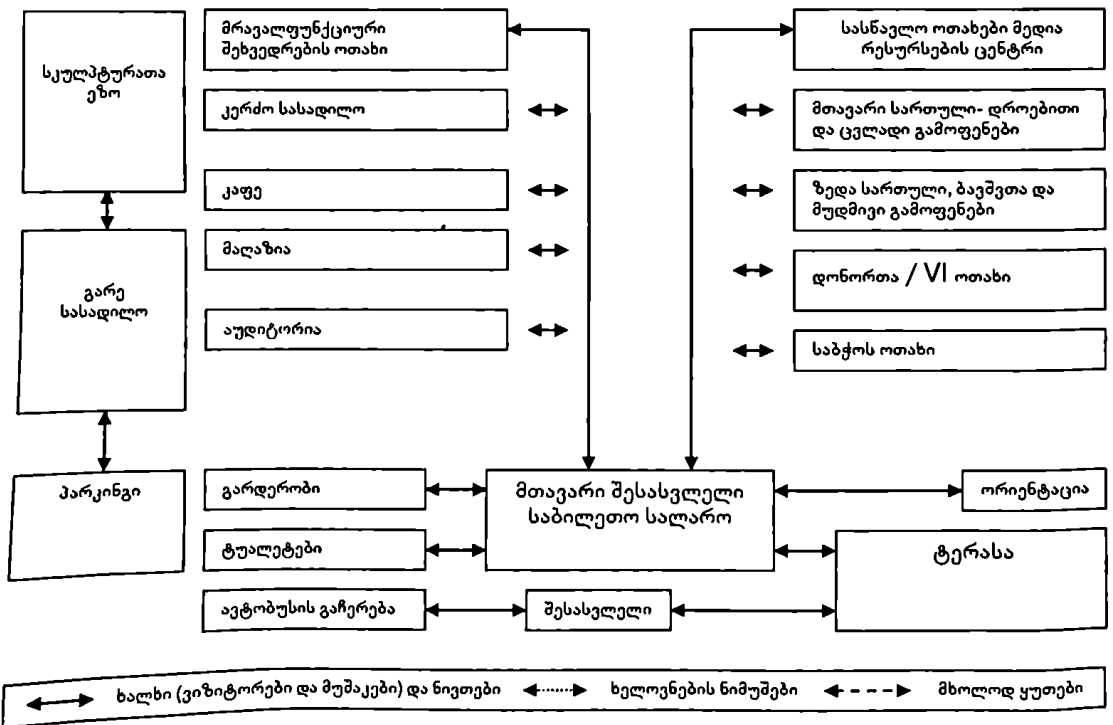 სკულპტურათა
ეზო
გარე
სასადილო
პარკინგი
მრავალფუნქციური
შეხვედრების ოთახი
კერძო სასადილო
კაფე
მაღაზია
აუდიტორია
სასწავლო ოთახები მედია
რესურსების ცენტრი
მთავარი სართული- დროებითი
და ცვლადი გამოფენები
ზედა სართული, ბავშვთა და
მუდმივი გამოფენები
დონორთა / VI ოთახი
საბჭოს ოთახი
გარდერობი
ტუალეტები
ავტობუსის გაჩერება
მთავარი შესასვლელი
საბილეთო სალარო
შესასვლელი
ორიენტაცია
ტერასა
ხალხი (ვიზიტორები და მუშაკები) და ნივთები
ხელოვნების ნიმუშები
მხოლოდ ყუთები